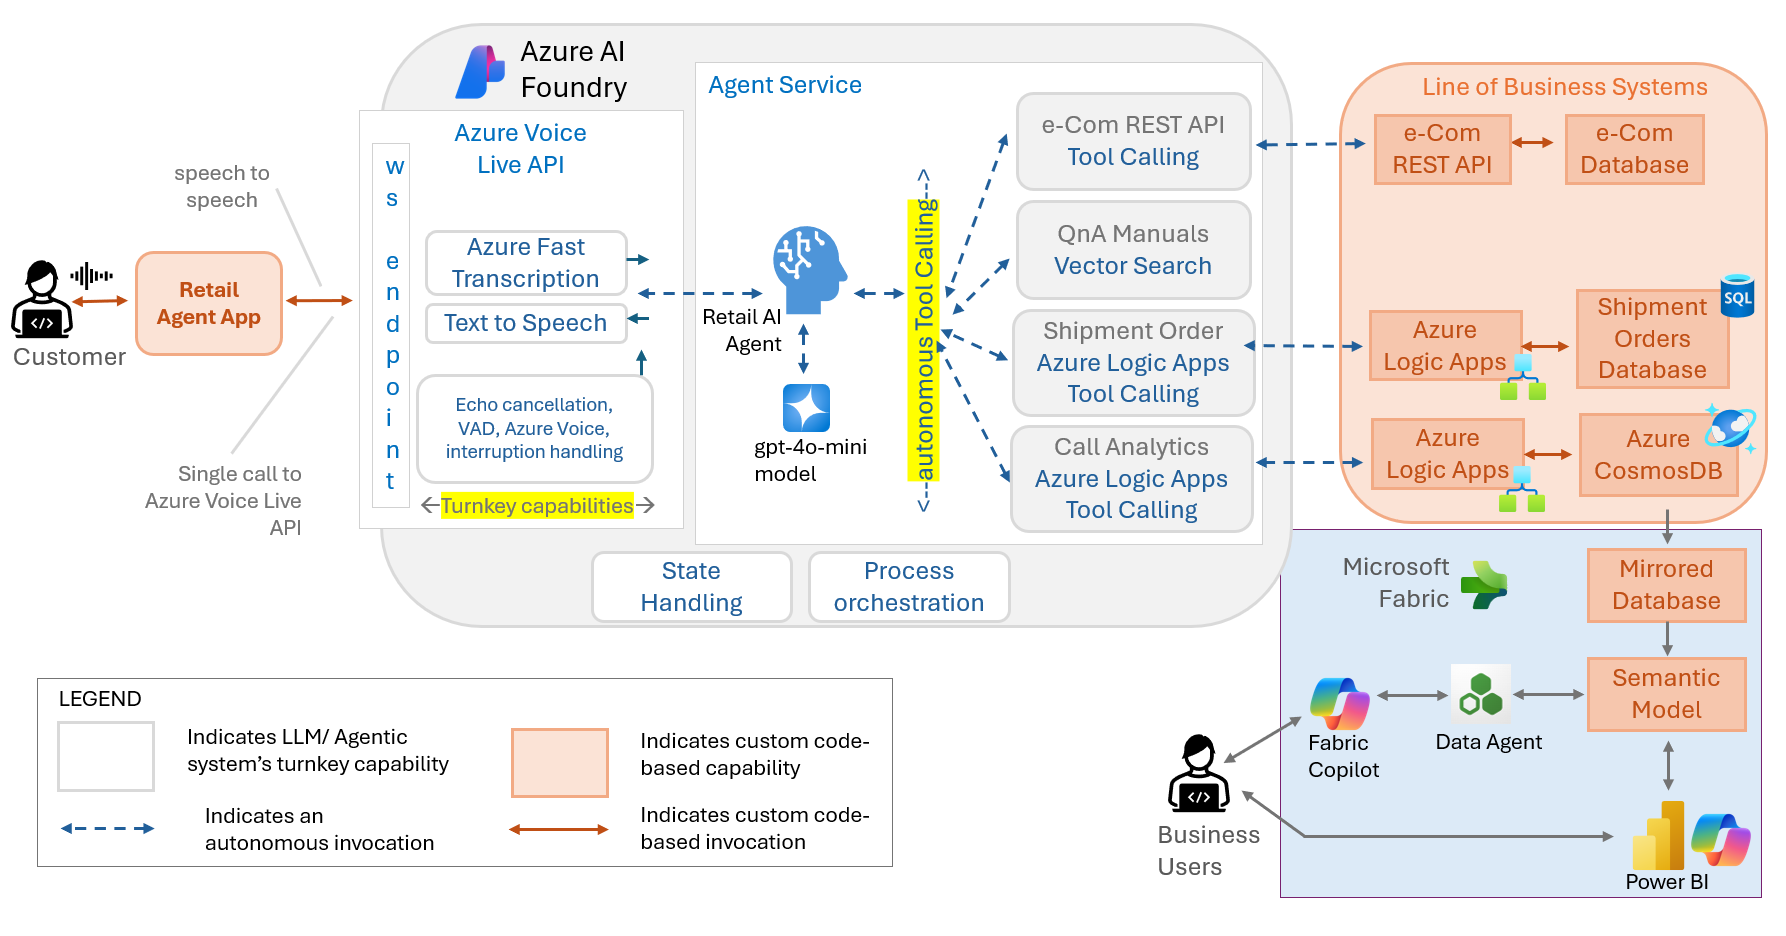 Azure AI
Foundry
Agent Service
Line of Business Systems
Azure Voice
Live API
ws endpoint
speech to
speech
Azure Fast
Transcription
Text to Speech
Echo cancellation,
VAD, Azure Voice,
interruption handling
Turnkey capabilities
Customer
Retail
Agent App
Single call to
Azure Voice Live
API
Retail AI
Agent
gpt-4o-mini
model
<--autonomous Tool Calling-->
e-Com REST API
Tool Calling
QnA Manuals
Vector Search
Shipment Order
Azure Logic Apps
Tool Calling
Call Analytics
Azure Logic Apps
Tool Calling
State
Handling
Process
orchestration
e-Com
REST API
e-Com
Database
Azure
Logic Apps
Shipment
Orders
Database
SQL
Azure
Logic Apps
Azure
CosmosDB
Microsoft
Fabric
Mirrored
Database
Semantic
Model
Data Agent
Fabric
Copilot
Business
Users
Power BI
LEGEND
Indicates LLM/ Agentic
system's turnkey capability
Indicates custom code-
based capability
Indicates an
autonomous invocation
Indicates custom code-
based invocation